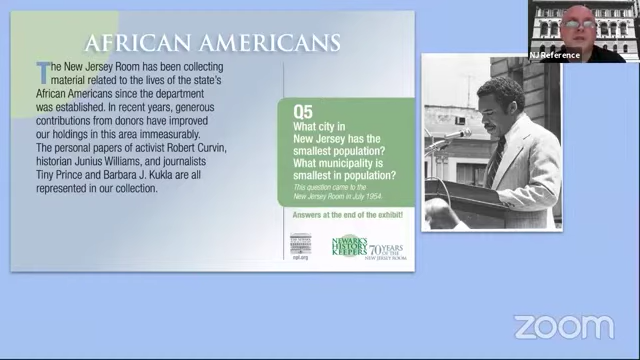 AFRICAN AMERICANS
The New Jersey Room has been collecting
material related to the lives of the state's
African Americans since the department
was established. In recent years, generous
contributions from donors have improved
our holdings in this area immeasurably.
The personal papers of activist Robert Curvin,
historian Junius Williams, and journalists
Tiny Prince and Barbara J. Kukla are all
represented in our collection.
Q5
What city in
New Jersey has the
smallest population?
What municipality is
smallest in population?
This question came to the
New Jersey Room in July 1954.
Answers at the end of the exhibit!
npl.org
NEWARK'S
HISTORY
KEEPERS
70 YEARS
OF THE
NEW JERSEY ROOM
NJ Reference
zoom